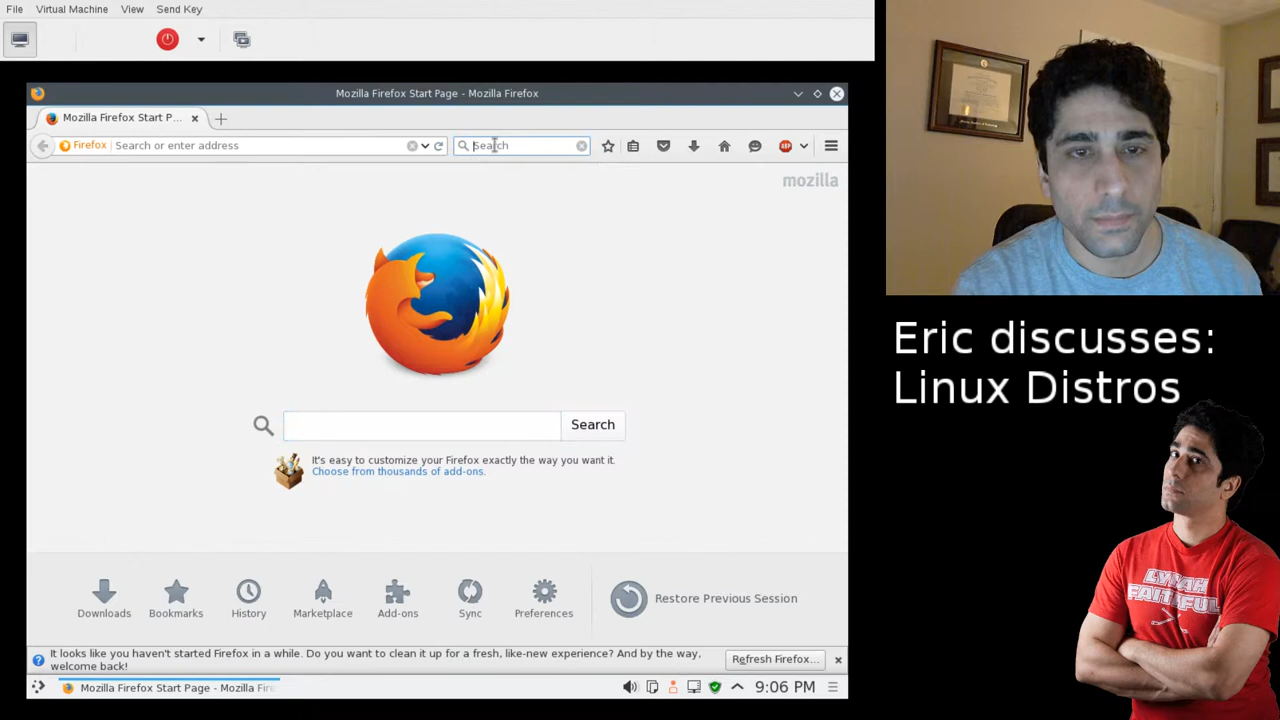 File Virtual Machine View Send Key
Mozilla Firefox Start Page - Mozilla Firefox
Mozilla Firefox Start P...
Firefox Search or enter address
Search
ABP
mozilla
Search
It's easy to customize your Firefox exactly the way you want it.
Choose from thousands of add-ons.
Downloads Bookmarks History Marketplace Add-ons Sync Preferences
Restore Previous Session
It looks like you haven't started Firefox in a while. Do you want to clean it up for a fresh, like-new experience? And by the way,
welcome back!
Refresh Firefox...
Mozilla Firefox Start Page - Mozilla Fire
9:06 PM
Eric discusses:
Linux Distros